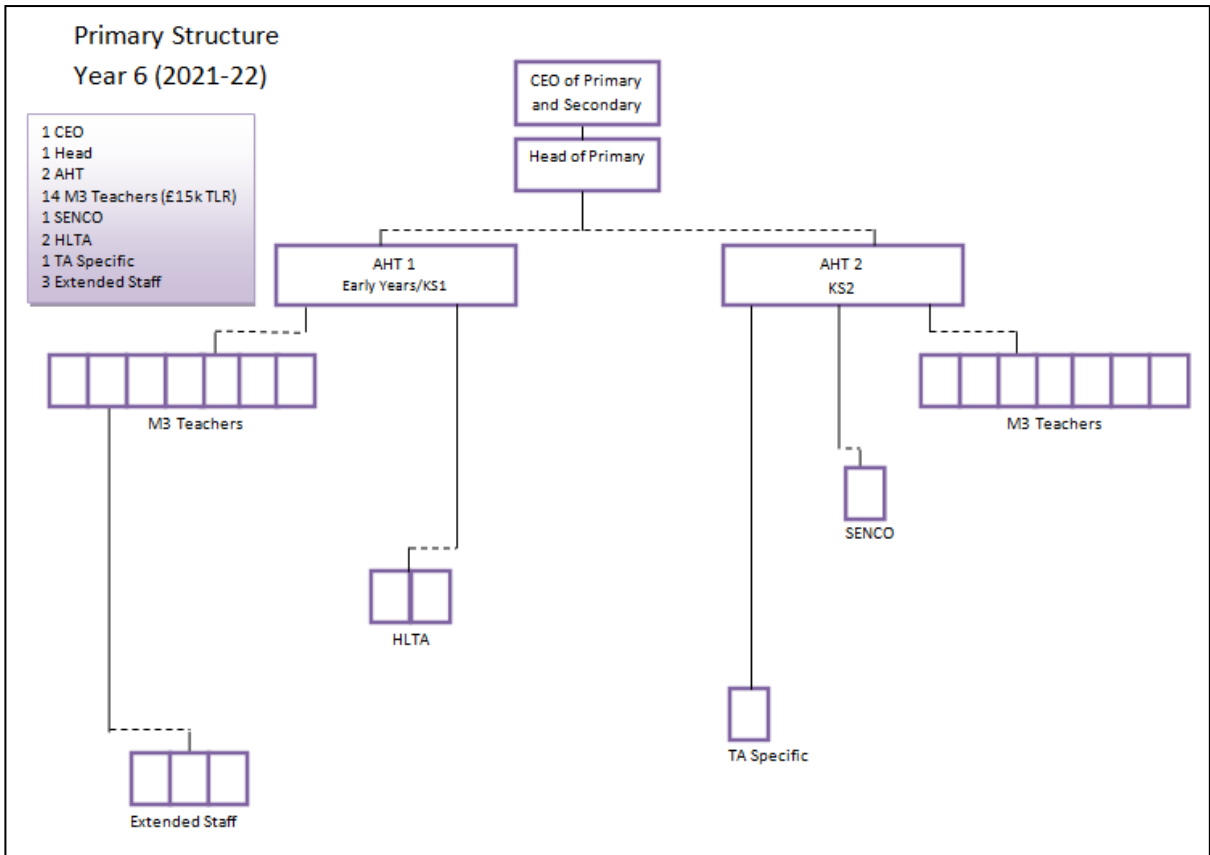 Primary Structure
Year 6 (2021-22)
1 CEO
1 Head
2 AHT
14 M3 Teachers (£15k TLR)
1 SENCO
2 HLTA
1 TA Specific
3 Extended Staff
CEO of Primary
and Secondary
Head of Primary
AHT 1
Early Years/KS1
AHT 2
KS2
M3 Teachers
M3 Teachers
SENCO
HLTA
TA Specific
Extended Staff